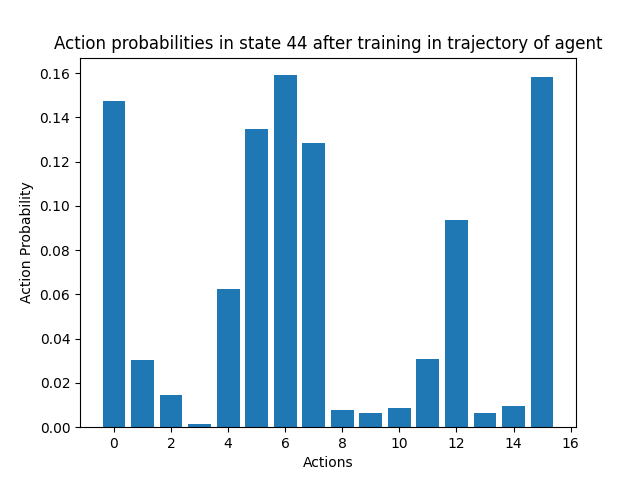 Action probabilities in state 44 after training in trajectory of agent
0.16
0.14
0.12
0.10
0.08
0.06
0.04
0.02
0.00
Action Probability
0 2 4 6 8 10 12 14 16
Actions